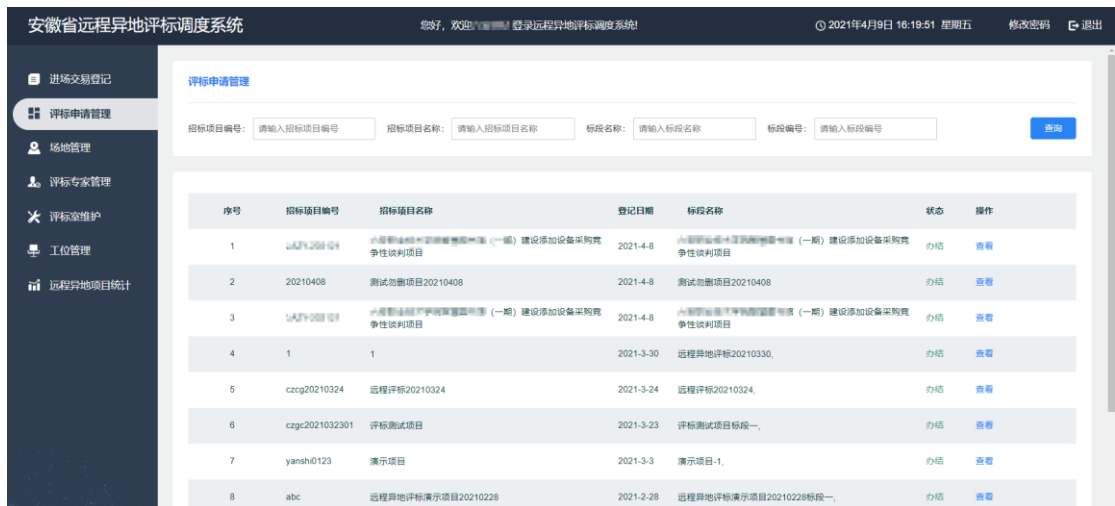 安徽省远程异地评标调度系统
您好，欢迎 登录远程异地评标调度系统!
2021年4月9日 16:19:51 星期五
修改密码
退出
进场交易登记
评标申请管理
场地管理
评标专家管理
评标室维护
工位管理
远程异地项目统计
评标申请管理
招标项目编号： 请输入招标项目编号 招标项目名称： 请输入招标项目名称 标段名称： 请输入标段名称 标段编号： 请输入标段编号 查询
序号 招标项目编号 招标项目名称 登记日期 标段名称 状态 操作
1 （一期）建设添加设备采购竞争性谈判项目 2021-4-8 （一期）建设添加设备采购竞争性谈判项目 办结 查看
2 20210408 测试勿删项目20210408 2021-4-8 测试勿删项目20210408 办结 查看
3 （一期）建设添加设备采购竞争性谈判项目 2021-4-8 （一期）建设添加设备采购竞争性谈判项目 办结 查看
4 1 1 2021-3-30 远程异地评标20210330, 办结 查看
5 czcg20210324 远程评标20210324 2021-3-24 远程评标20210324, 办结 查看
6 czgc2021032301 评标测试项目 2021-3-23 评标测试项目标段一, 办结 查看
7 yanshi0123 演示项目 2021-3-3 演示项目-1, 办结 查看
8 abc 远程异地评标演示项目20210228 2021-2-28 远程异地评标演示项目20210228标段一, 办结 查看